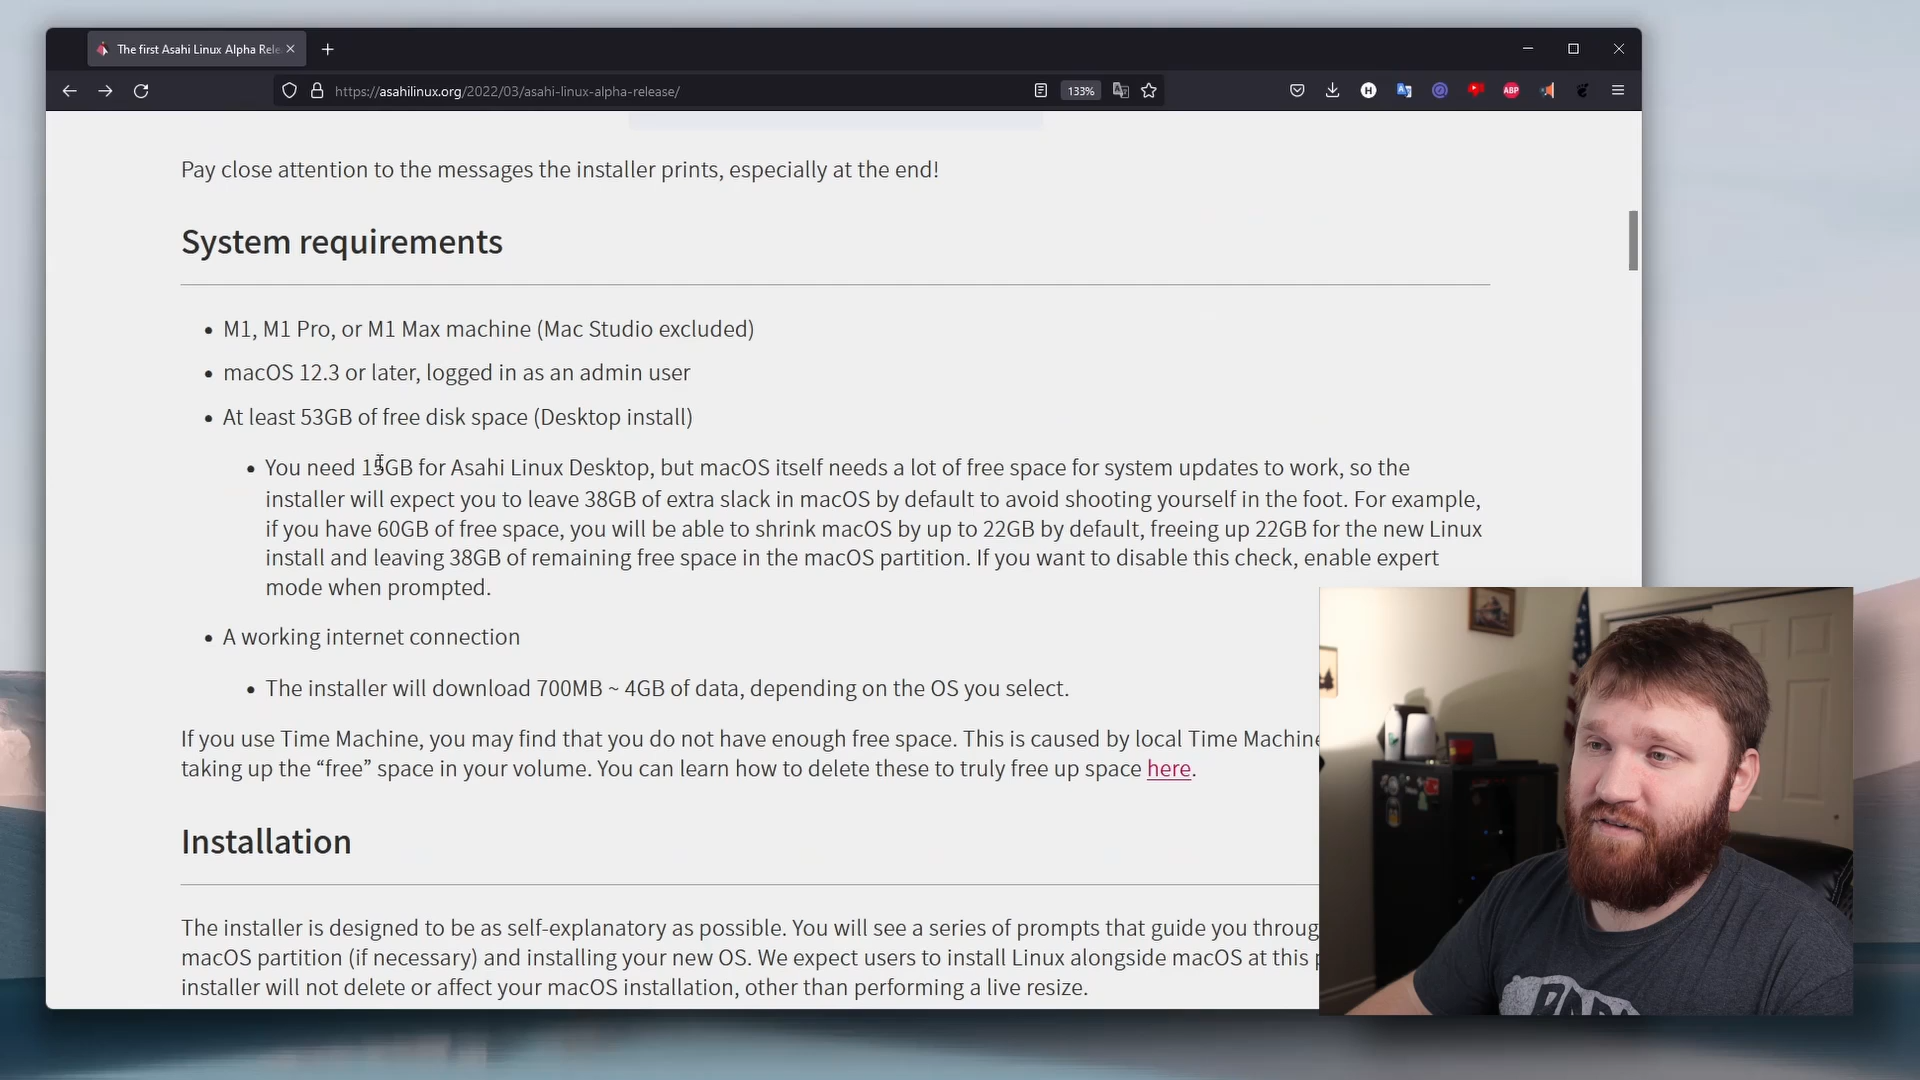 The first Asahi Linux Alpha Rele
https://asahilinux.org/2022/03/asahi-linux-alpha-release/
133%
H
ABP
Pay close attention to the messages the installer prints, especially at the end!
System requirements
M1, M1 Pro, or M1 Max machine (Mac Studio excluded)
macOS 12.3 or later, logged in as an admin user
At least 53GB of free disk space (Desktop install)
You need 15GB for Asahi Linux Desktop, but macOS itself needs a lot of free space for system updates to work, so the
installer will expect you to leave 38GB of extra slack in macOS by default to avoid shooting yourself in the foot. For example,
if you have 60GB of free space, you will be able to shrink macOS by up to 22GB by default, freeing up 22GB for the new Linux
install and leaving 38GB of remaining free space in the macOS partition. If you want to disable this check, enable expert
mode when prompted.
A working internet connection
The installer will download 700MB ~ 4GB of data, depending on the OS you select.
If you use Time Machine, you may find that you do not have enough free space. This is caused by local Time Machine
taking up the “free” space in your volume. You can learn how to delete these to truly free up space here.
Installation
The installer is designed to be as self-explanatory as possible. You will see a series of prompts that guide you throug
macOS partition (if necessary) and installing your new OS. We expect users to install Linux alongside macOS at this
installer will not delete or affect your macOS installation, other than performing a live resize.